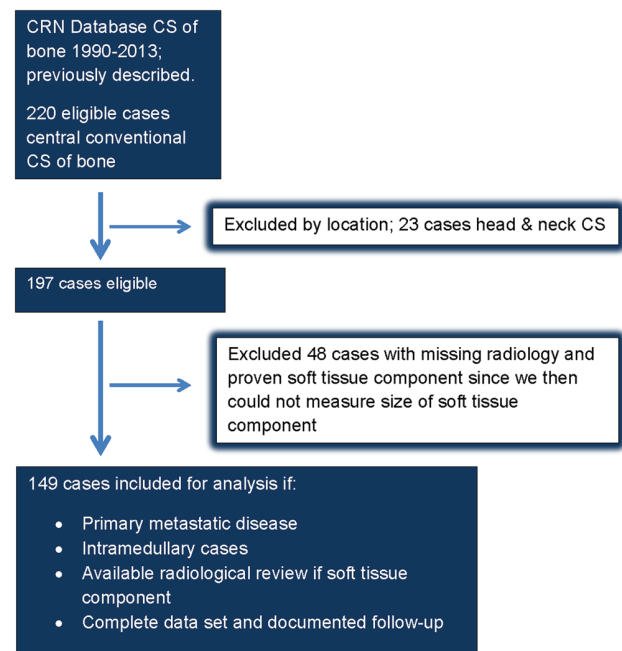 CRN Database CS of
bone 1990-2013;
previously described.
220 eligible cases
central conventional
CS of bone
Excluded by location; 23 cases head & neck CS
197 cases eligible
Excluded 48 cases with missing radiology and
proven soft tissue component since we then
could not measure size of soft tissue
component
149 cases included for analysis if:
• Primary metastatic disease
• Intramedullary cases
• Available radiological review if soft tissue
component
• Complete data set and documented follow-up